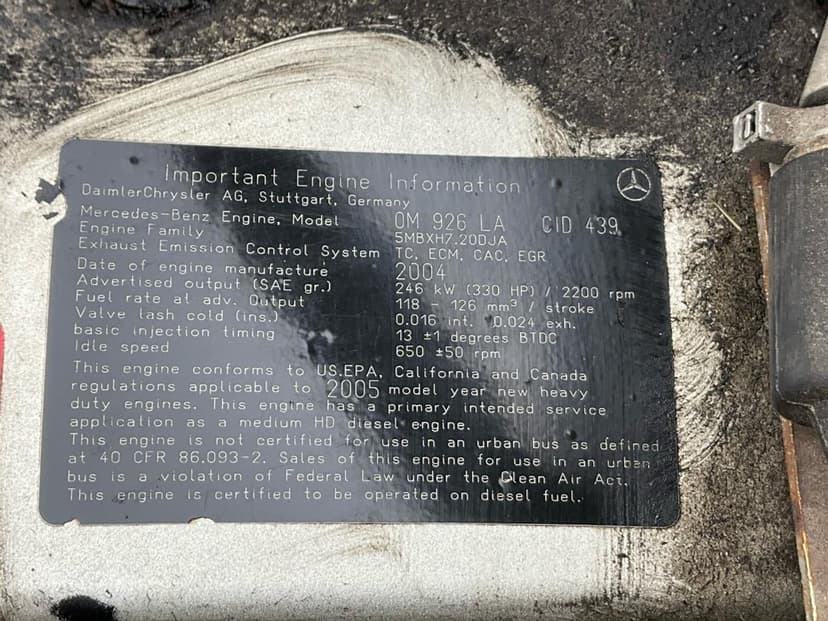 Important Engine Information
DaimlerChrysler AG, Stuttgart, Germany
Mercedes-Benz Engine, Model OM 926 LA CID 439
Engine Family 5MBXH7.20DJA
Exhaust Emission Control System TC, ECM, CAC, EGR
Date of engine manufacture 2004
Advertised output (SAE gr.) 246 kW (330 HP) / 2200 rpm
Fuel rate at adv. Output 118 - 126 mm³ / stroke
Valve lash cold (ins.) 0.016 int. 0.024 exh.
basic injection timing 13 ±1 degrees BTDC
Idle speed 650 ±50 rpm
This engine conforms to US.EPA, California and Canada
regulations applicable to 2005 model year new heavy
duty engines. This engine has a primary intended service
application as a medium HD diesel engine.
This engine is not certified for use in an urban bus as defined
at 40 CFR 86.093-2. Sales of this engine for use in an urban
bus is a violation of Federal Law under the Clean Air Act.
This engine is certified to be operated on diesel fuel.